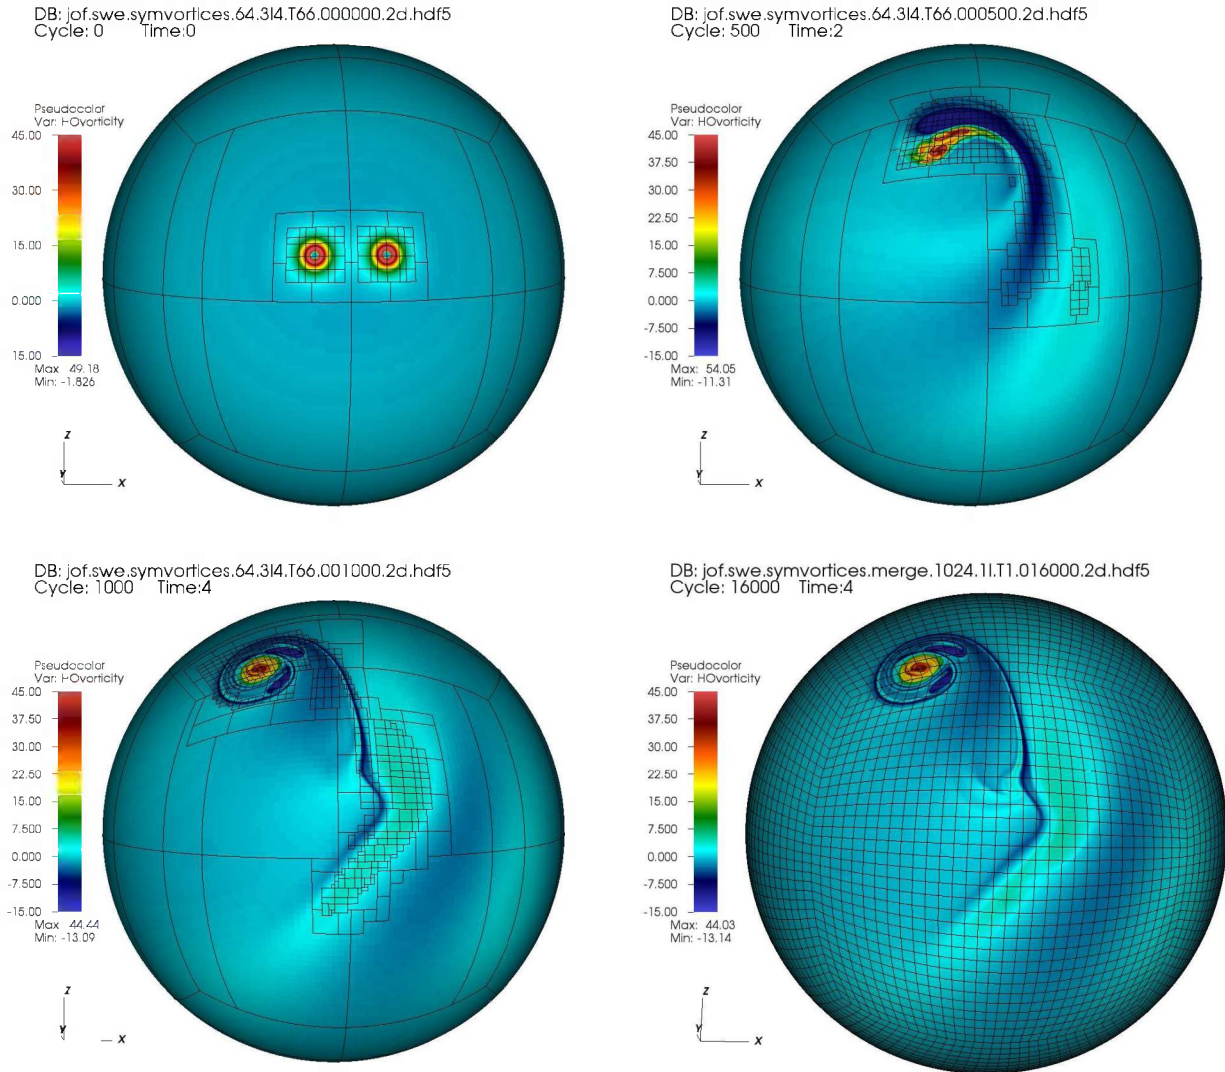 DB: jof.swe.symvortices.64.3l4.T66.000000.2d.hdf5
Cycle: 0 Time:0
Pseudocolor
Var: HOvorticity
45.00
30.00
15.00
0.000
15.00
Max 49.18
Min: -1.826
Z
Y
X
DB: jof.swe.symvortices.64.3l4.T66.000500.2d.hdf5
Cycle: 500 Time:2
Pseudocolor
Var: HOvorticity
45.00
37.50
30.00
22.50
15.00
7.500
0.000
-7.500
-15.00
Max: 54.05
Min: -11.31
Z
Y
X
DB: jof.swe.symvortices.64.3l4.T66.001000.2d.hdf5
Cycle: 1000 Time:4
Pseudocolor
Var: HOvorticity
45.00
37.50
30.00
22.50
15.00
7.500
0.000
-7.500
-15.00
Max 44.44
Min: -13.09
Z
Y
X
DB: jof.swe.symvortices.merge.1024.1l.T1.016000.2d.hdf5
Cycle: 16000 Time:4
Pseudocolor
Var: HOvorticity
45.00
37.50
30.00
22.50
15.00
7.500
0.000
-7.500
-15.00
Max: 44.03
Min: -13.14
Z
Y
X